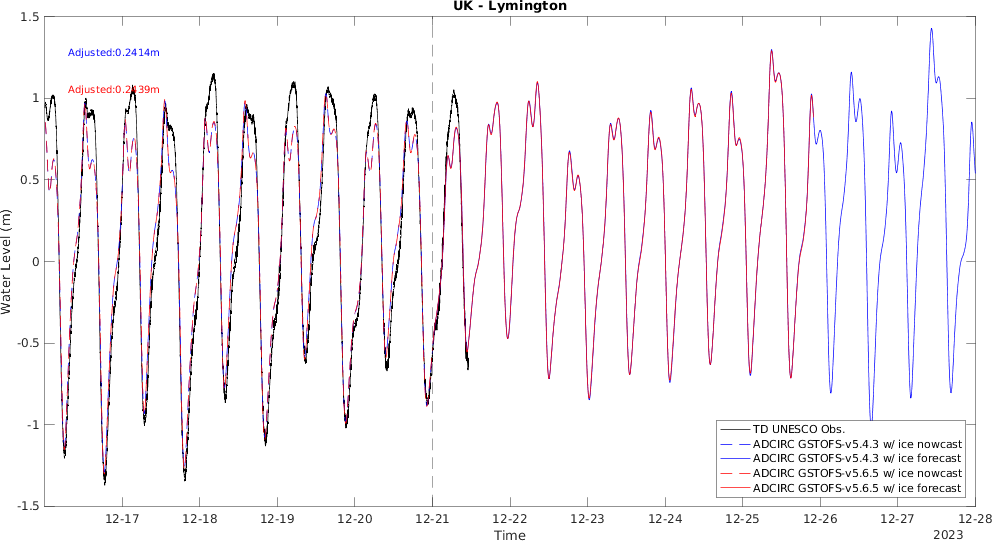 UK - Lymington
1.5
1
0.5
0
-0.5
-1
-1.5
Water Level (m)
Adjusted:0.2414m
Adjusted:0.2439m
TD UNESCO Obs.
ADCIRC GSTOFS-v5.4.3 w/ ice nowcast
ADCIRC GSTOFS-v5.4.3 w/ ice forecast
ADCIRC GSTOFS-v5.6.5 w/ ice nowcast
ADCIRC GSTOFS-v5.6.5 w/ ice forecast
12-17 12-18 12-19 12-20 12-21 12-22 12-23 12-24 12-25 12-26 12-27 12-28
Time
2023